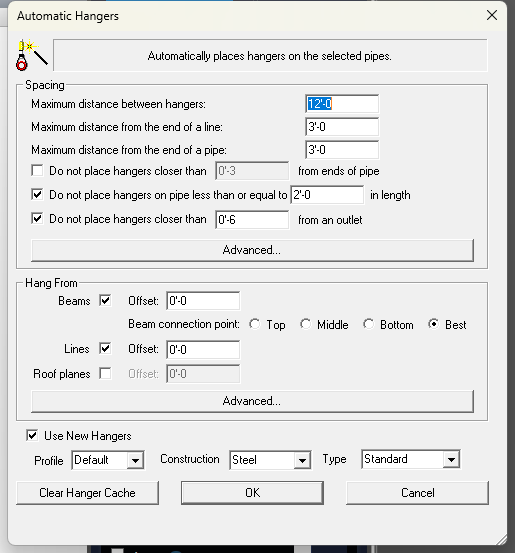 Automatic Hangers
Automatically places hangers on the selected pipes.
Spacing
Maximum distance between hangers: 12'-0
Maximum distance from the end of a line: 3'-0
Maximum distance from the end of a pipe: 3'-0
Do not place hangers closer than 0'-3 from ends of pipe
Do not place hangers on pipe less than or equal to 2'-0 in length
Do not place hangers closer than 0'-6 from an outlet
Advanced...
Hang From
Beams Offset: 0'-0
Beam connection point: Top Middle Bottom Best
Lines Offset: 0'-0
Roof planes Offset: 0'-0
Advanced...
Use New Hangers
Profile Default Construction Steel Type Standard
Clear Hanger Cache OK Cancel